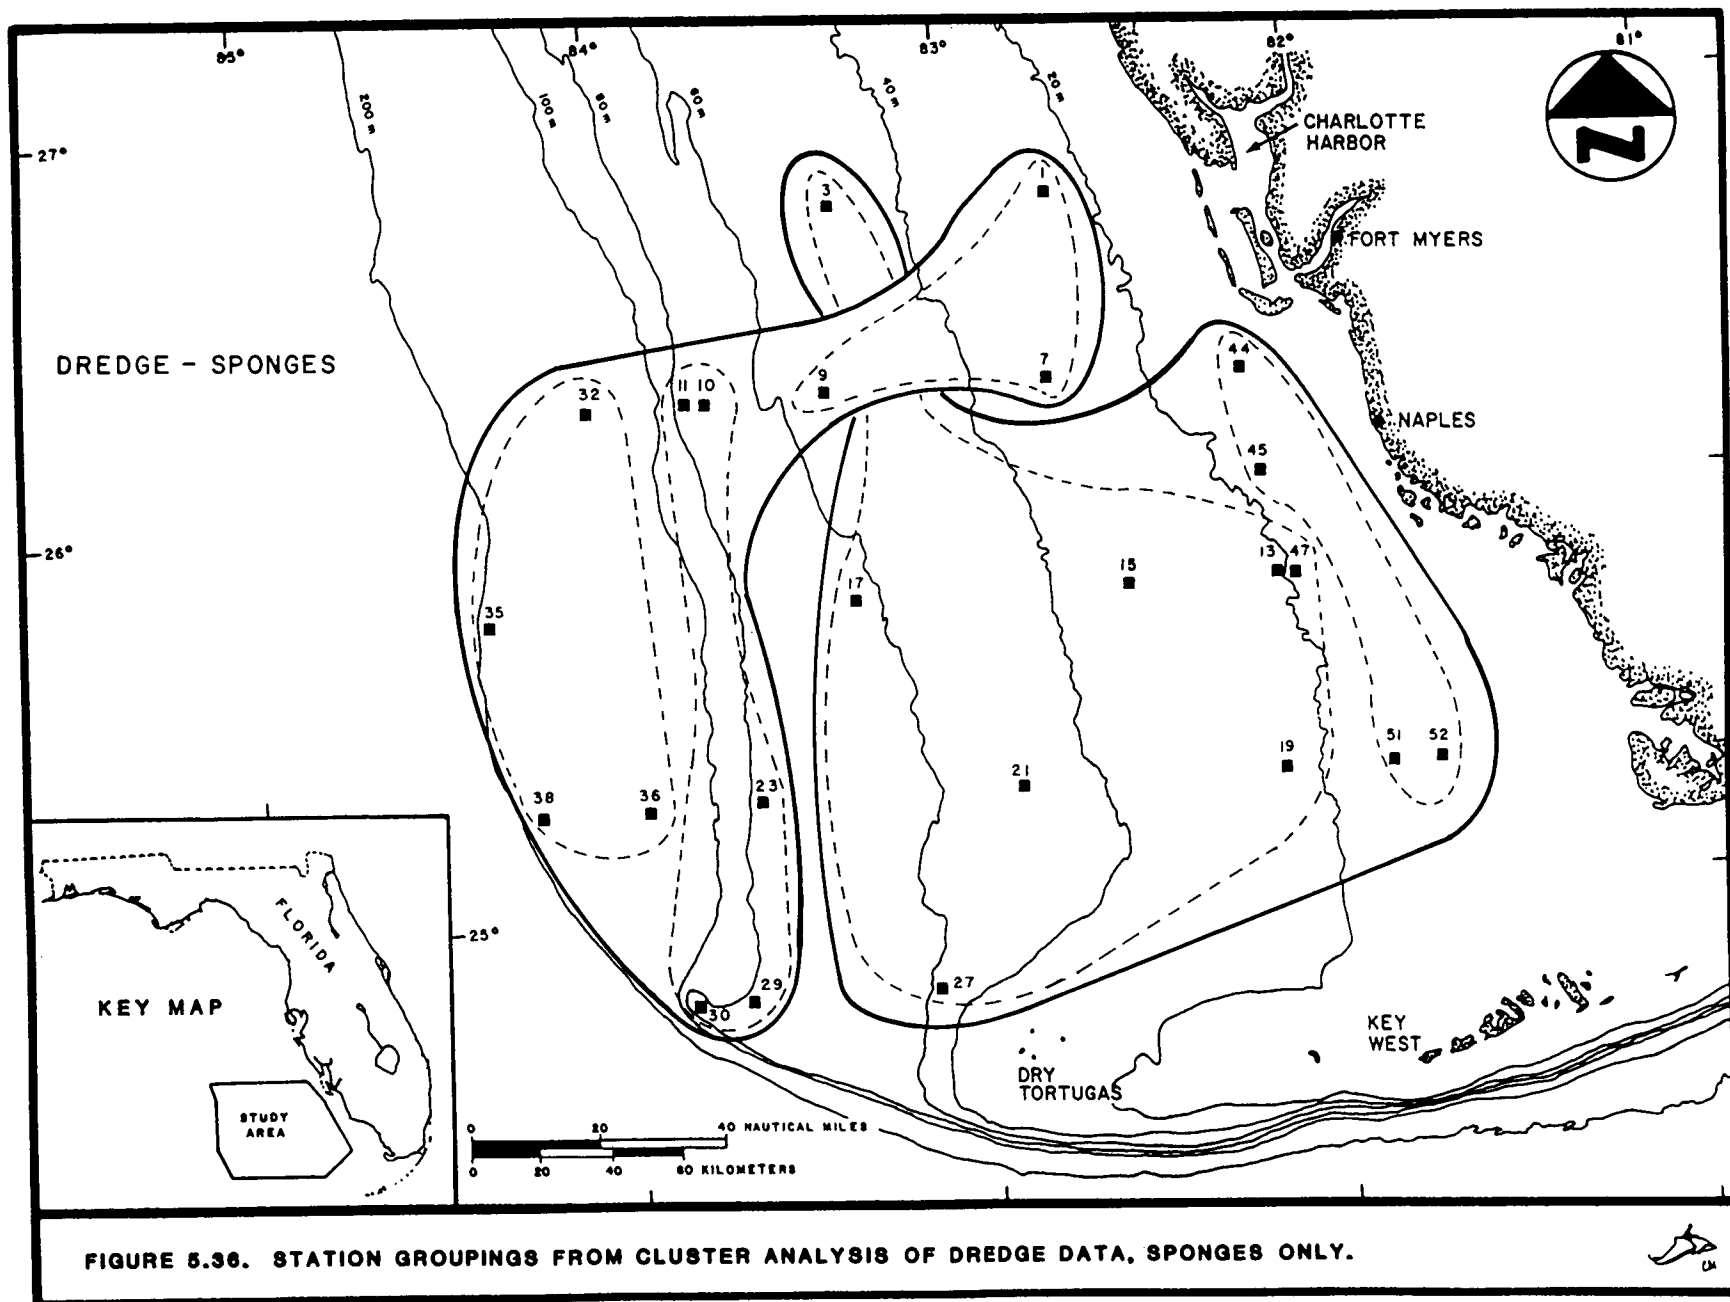 85°
84°
83°
82°
81°
200 m
100 m
80 m
60 m
40 m
20 m
27°
26°
25°
CHARLOTTE
HARBOR
N
FORT MYERS
NAPLES
DREDGE - SPONGES
3
1
32
11
10
9
7
44
45
35
17
15
13
47
38
36
23
21
19
51
52
30
29
27
KEY
WEST
DRY
TORTUGAS
FLORIDA
KEY MAP
STUDY
AREA
0 20 40 NAUTICAL MILES
0 20 40 60 KILOMETERS
FIGURE 5.36. STATION GROUPINGS FROM CLUSTER ANALYSIS OF DREDGE DATA, SPONGES ONLY.